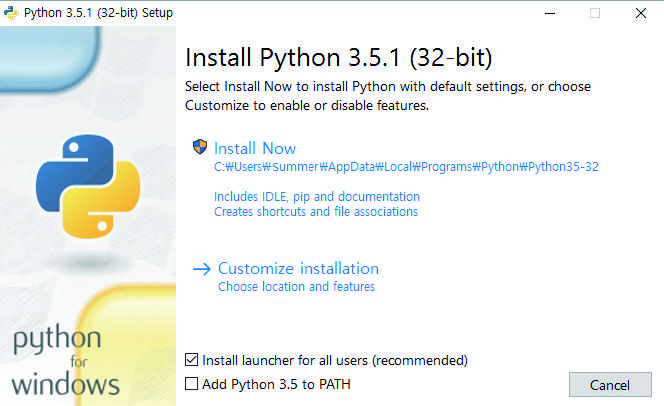 Python 3.5.1 (32-bit) Setup
Install Python 3.5.1 (32-bit)
Select Install Now to install Python with default settings, or choose
Customize to enable or disable features.
Install Now
C:₩Users₩summer₩AppData₩Local₩Programs₩Python₩Python35-32
Includes IDLE, pip and documentation
Creates shortcuts and file associations
Customize installation
Choose location and features
python
for
windows
Install launcher for all users (recommended)
Add Python 3.5 to PATH
Cancel